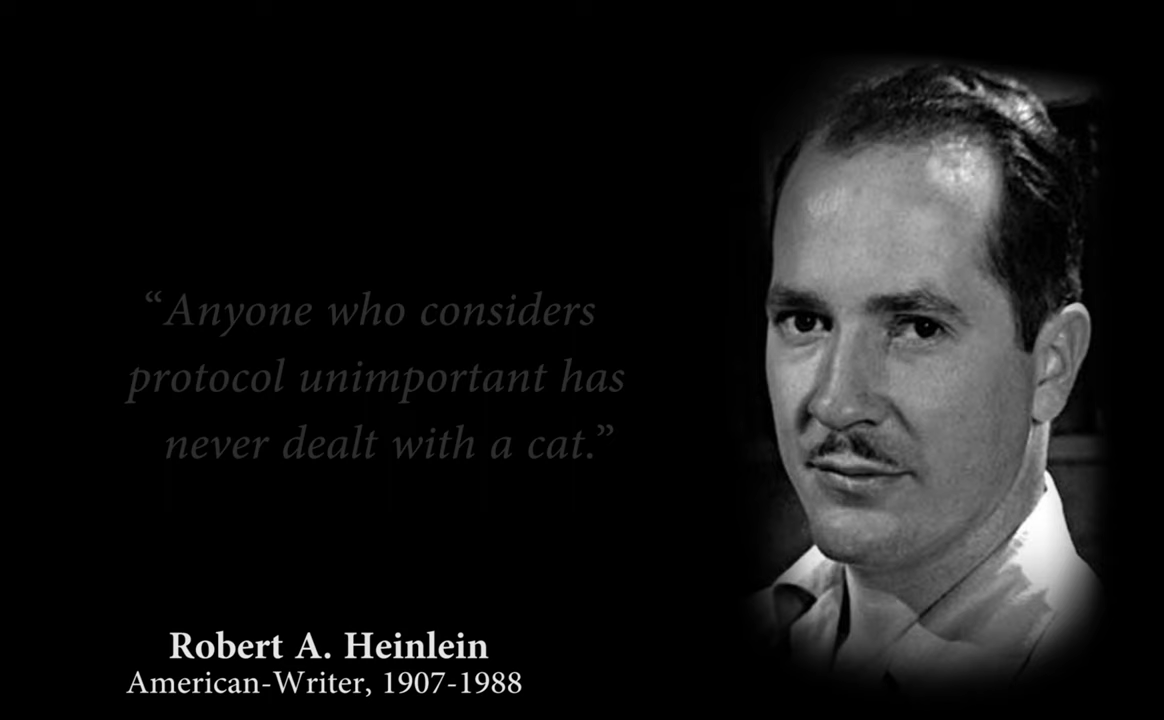 “Anyone who considers
protocol unimportant has
never dealt with a cat.”
Robert A. Heinlein
American-Writer, 1907-1988